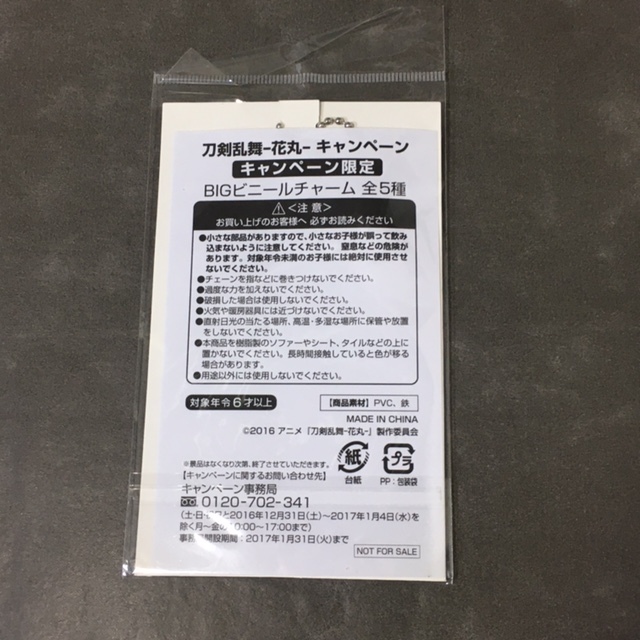 刀剣乱舞-花丸- キャンペーン
キャンペーン限定
BIGビニールチャーム 全5種
⚠<注意>
お買い上げのお客様へ 必ずお読みください
●小さな部品がありますので、小さなお子様が誤って飲み
込まないように注意してください。 窒息などの危険が
あります。対象年令未満のお子様には絶対に使用させ
ないでください。
●チェーンを指などに巻きつけないでください。
●過度な力を加えないでください。
●破損した場合は使用しないでください。
●火気や暖房器具には近づけないでください。
●直射日光の当たる場所、高温・多湿な場所に保管や放置
をしないでください。
●本商品を樹脂製のソファーやシート、タイルなどの上に
置かないでください。長時間接触していると色が移る
場合があります。
●用途以外には使用しないでください。
対象年令6才以上
【商品素材】PVC、鉄
MADE IN CHINA
©2016 アニメ『刀剣乱舞-花丸-』製作委員会
紙
台紙
プラ
PP:包装袋
※景品はなくなり次第、終了させていただきます。
【キャンペーンに関するお問い合わせ先】
キャンペーン事務局
0120-702-341
(土・日・と2016年12月31日(土)~2017年1月4日(水)を
除く月~金の10:00~17:00まで)
事務局開設期間:2017年1月31日(火)まで
NOT FOR SALE